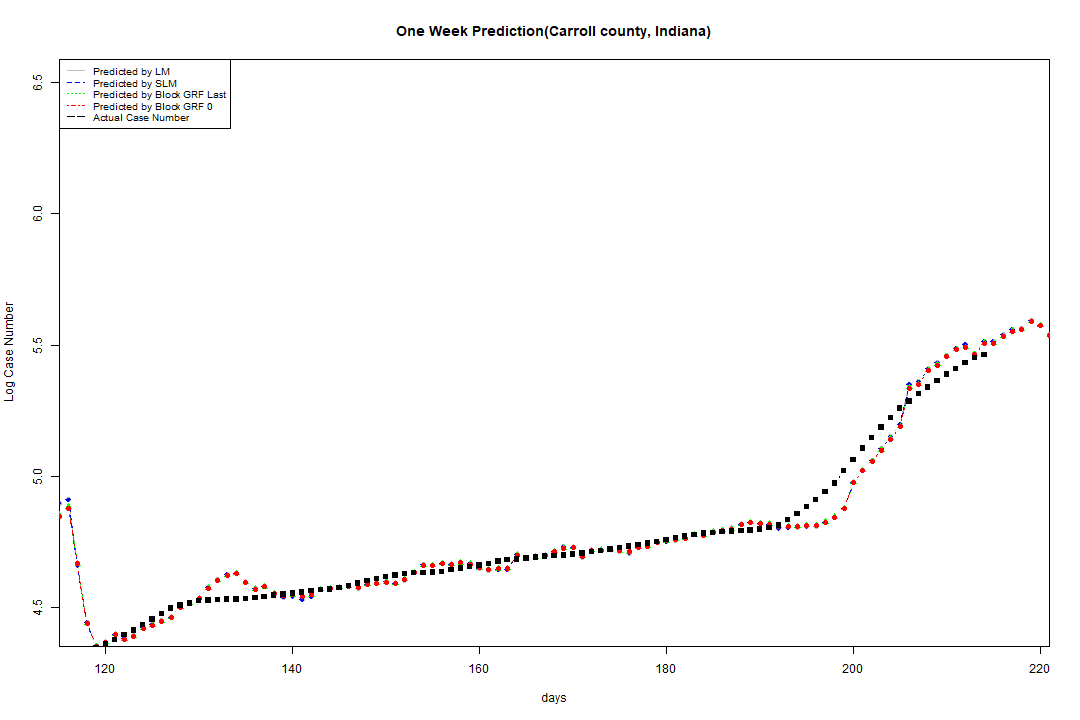 One Week Prediction(Carroll county, Indiana)
Predicted by LM
Predicted by SLM
Predicted by Block GRF Last
Predicted by Block GRF 0
Actual Case Number
6.5
6.0
5.5
5.0
4.5
Log Case Number
120 140 160 180 200 220
days